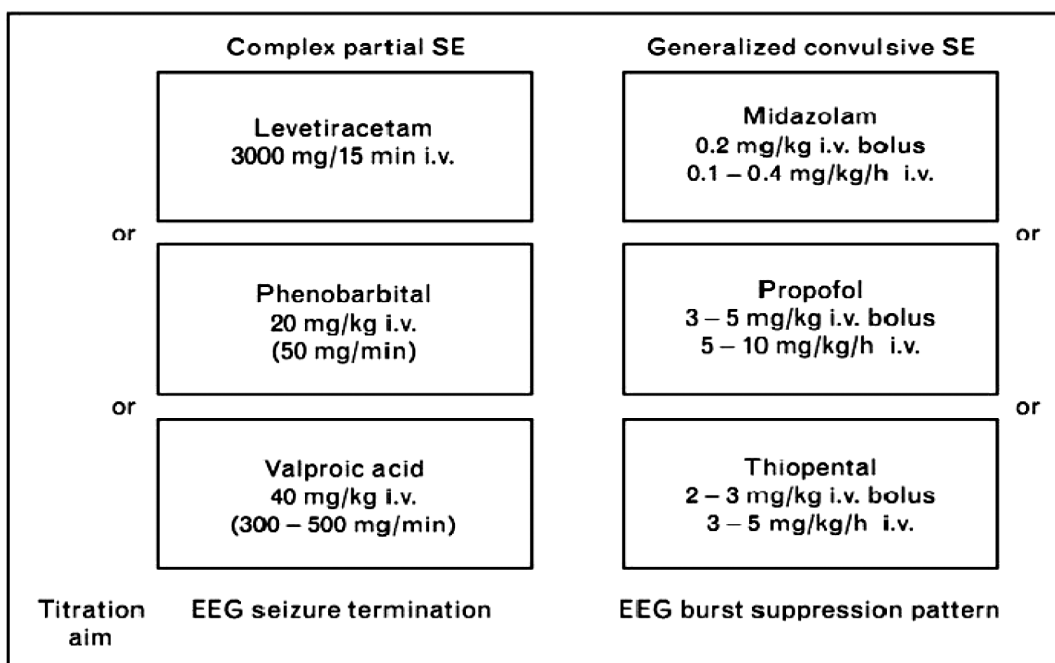 Complex partial SE
Generalized convulsive SE
Levetiracetam
3000 mg/15 min i.v.
Midazolam
0.2 mg/kg i.v. bolus
0.1 – 0.4 mg/kg/h i.v.
or
or
Phenobarbital
20 mg/kg i.v.
(50 mg/min)
Propofol
3 – 5 mg/kg i.v. bolus
5 – 10 mg/kg/h i.v.
or
or
Valproic acid
40 mg/kg i.v.
(300 – 500 mg/min)
Thiopental
2 – 3 mg/kg i.v. bolus
3 – 5 mg/kg/h i.v.
Titration
aim
EEG seizure termination
EEG burst suppression pattern